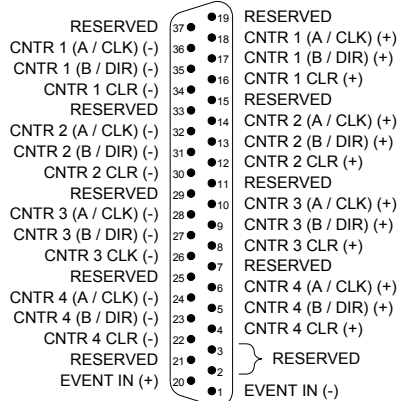 RESERVED 37
CNTR 1 (A / CLK) (-) 36
CNTR 1 (B / DIR) (-) 35
CNTR 1 CLR (-) 34
RESERVED 33
CNTR 2 (A / CLK) (-) 32
CNTR 2 (B / DIR) (-) 31
CNTR 2 CLR (-) 30
RESERVED 29
CNTR 3 (A / CLK) (-) 28
CNTR 3 (B / DIR) (-) 27
CNTR 3 CLK (-) 26
RESERVED 25
CNTR 4 (A / CLK) (-) 24
CNTR 4 (B / DIR) (-) 23
CNTR 4 CLR (-) 22
RESERVED 21
EVENT IN (+) 20
19 RESERVED
18 CNTR 1 (A / CLK) (+)
17 CNTR 1 (B / DIR) (+)
16 CNTR 1 CLR (+)
15 RESERVED
14 CNTR 2 (A / CLK) (+)
13 CNTR 2 (B / DIR) (+)
12 CNTR 2 CLR (+)
11 RESERVED
10 CNTR 3 (A / CLK) (+)
9 CNTR 3 (B / DIR) (+)
8 CNTR 3 CLR (+)
7 RESERVED
6 CNTR 4 (A / CLK) (+)
5 CNTR 4 (B / DIR) (+)
4 CNTR 4 CLR (+)
3
2 RESERVED
1 EVENT IN (-)